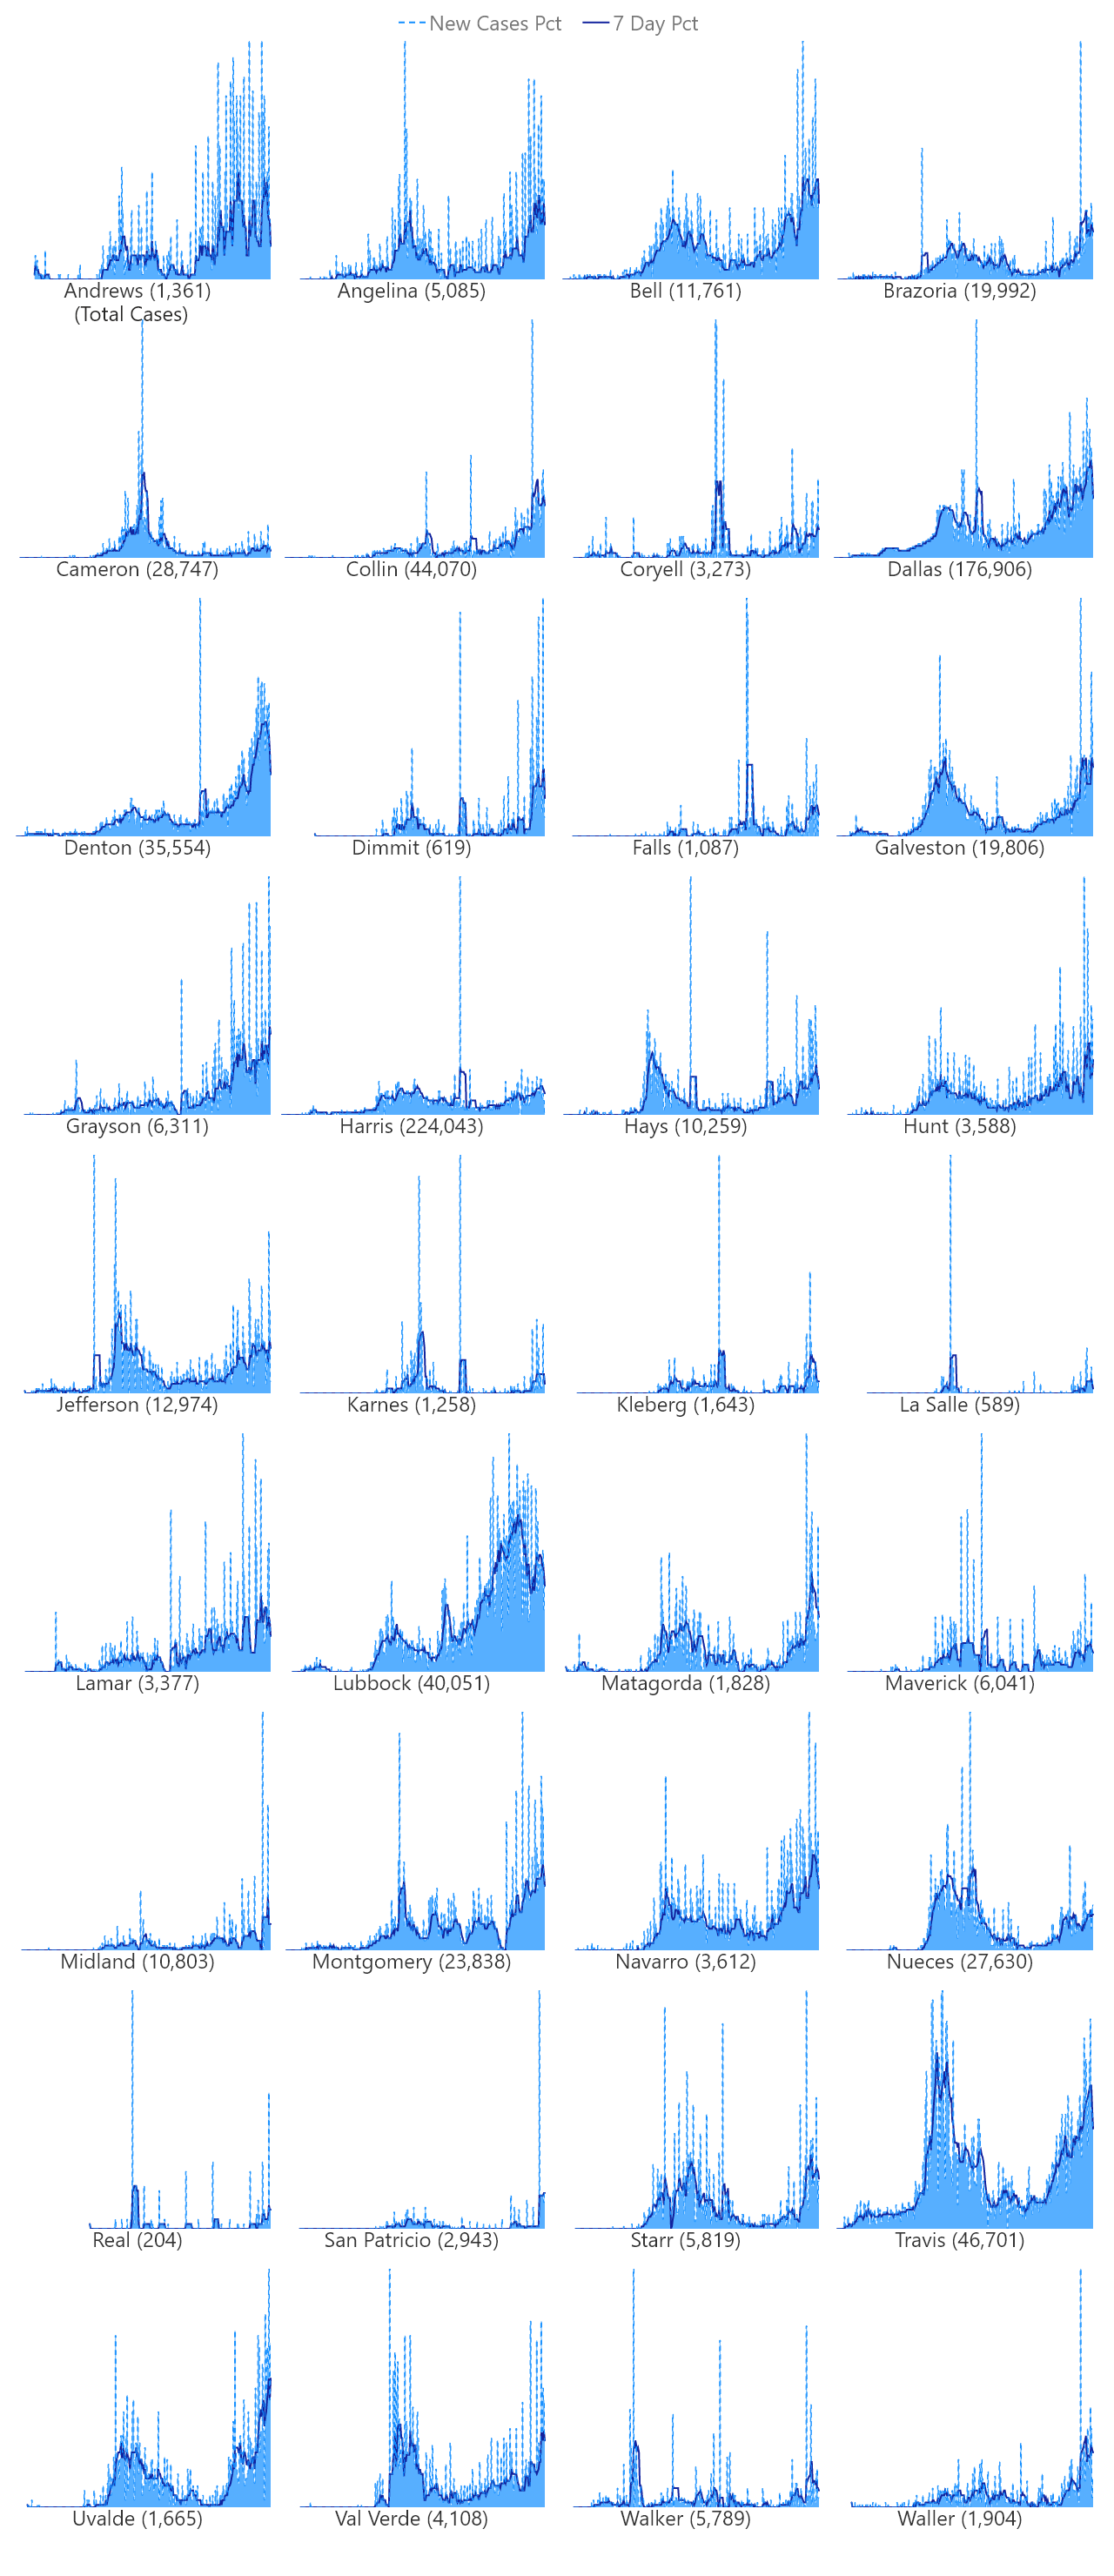 New Cases Pct 7 Day Pct
Andrews (1,361) Angelina (5,085) Bell (11,761) Brazoria (19,992)
(Total Cases)
Cameron (28,747) Collin (44,070) Coryell (3,273) Dallas (176,906)
Denton (35,554) Dimmit (619) Falls (1,087) Galveston (19,806)
Grayson (6,311) Harris (224,043) Hays (10,259) Hunt (3,588)
Jefferson (12,974) Karnes (1,258) Kleberg (1,643) La Salle (589)
Lamar (3,377) Lubbock (40,051) Matagorda (1,828) Maverick (6,041)
Midland (10,803) Montgomery (23,838) Navarro (3,612) Nueces (27,630)
Real (204) San Patricio (2,943) Starr (5,819) Travis (46,701)
Uvalde (1,665) Val Verde (4,108) Walker (5,789) Waller (1,904)